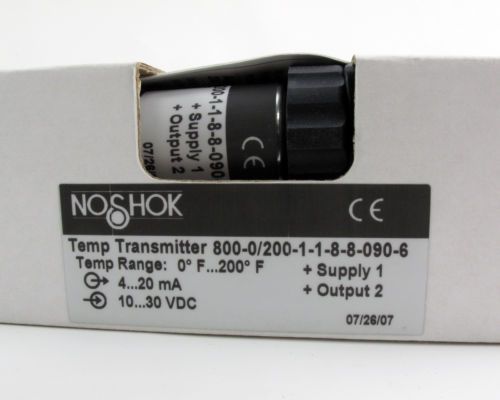 800-1-1-8-8-090
+ Supply 1
+ Output 2
07/26
CE
NOSHOK
CE
Temp Transmitter 800-0/200-1-1-8-8-090-6
Temp Range: 0° F...200° F + Supply 1
4...20 mA + Output 2
10...30 VDC
07/26/07